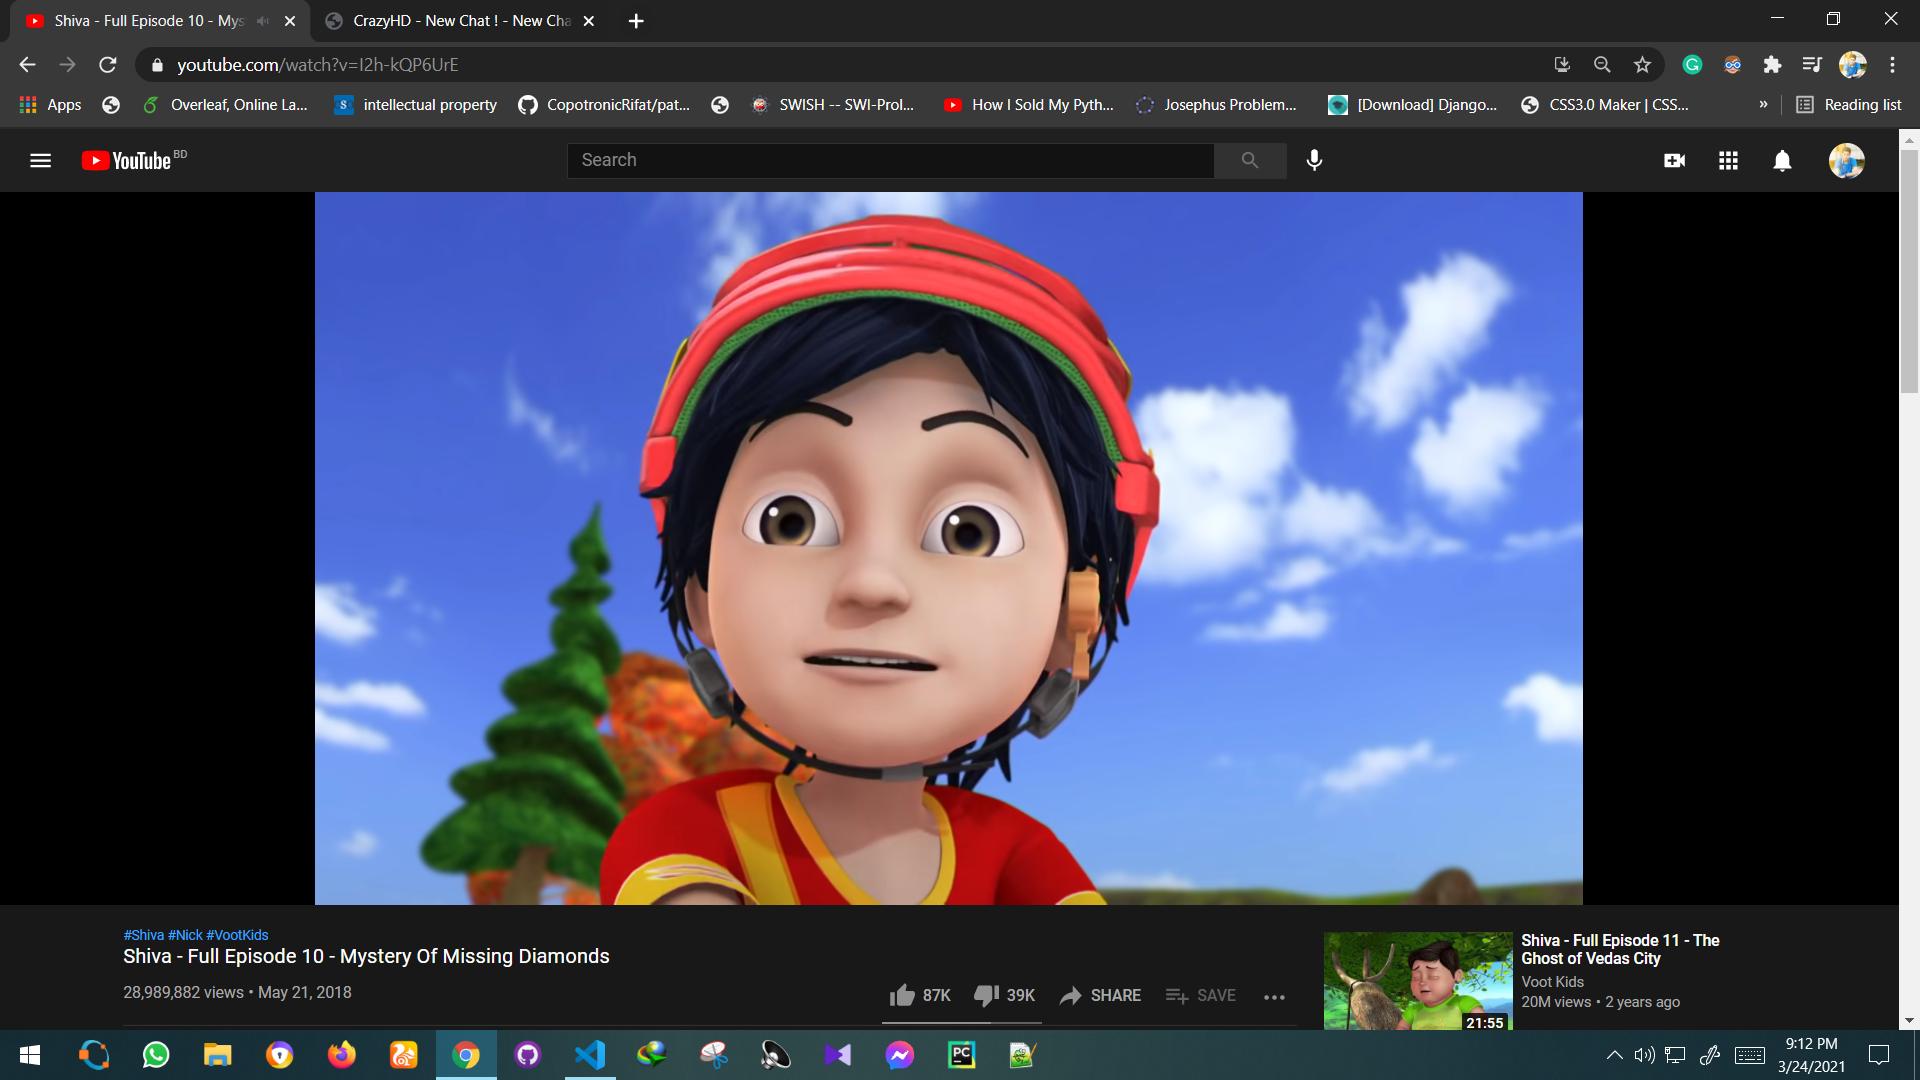 Shiva - Full Episode 10 - Mys
CrazyHD - New Chat ! - New Cha
youtube.com/watch?v=I2h-kQP6UrE
Apps
Overleaf, Online La...
intellectual property
CopotronicRifat/pat...
SWISH -- SWI-Prol...
How I Sold My Pyth...
Josephus Problem...
[Download] Django...
CSS3.0 Maker | CSS...
»
Reading list
YouTube BD
Search
#Shiva #Nick #VootKids
Shiva - Full Episode 10 - Mystery Of Missing Diamonds
28,989,882 views • May 21, 2018
87K
39K
SHARE
SAVE
Shiva - Full Episode 11 - The
Ghost of Vedas City
Voot Kids
20M views • 2 years ago
21:55
PC
9:12 PM
3/24/2021